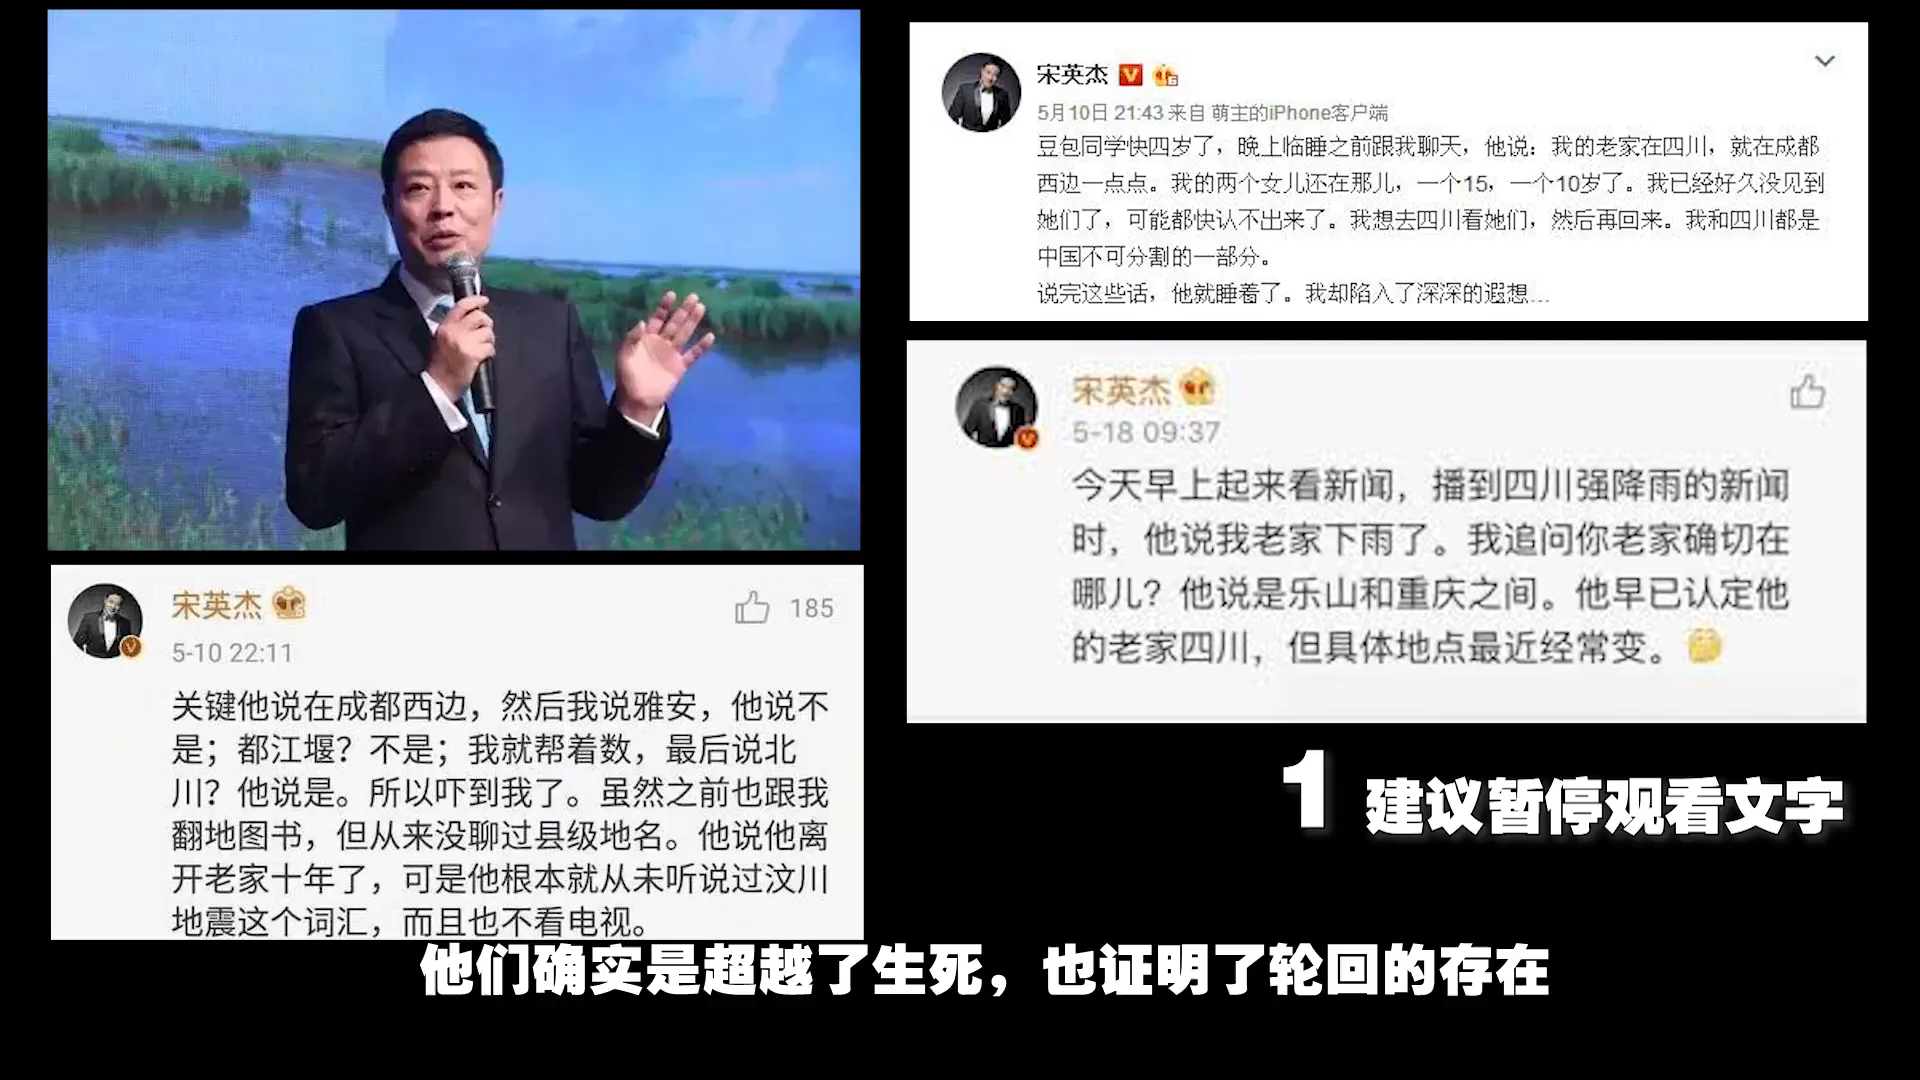 宋英杰
5月10日 21:43 来自 萌主的iPhone客户端
豆包同学快四岁了，晚上临睡之前跟我聊天，他说：我的老家在四川，就在成都
西边一点点。我的两个女儿还在那儿，一个15，一个10岁了。我已经好久没见到
她们了，可能都快认不出来了。我想去四川看她们，然后再回来。我和四川都是
中国不可分割的一部分。
说完这些话，他就睡着了。我却陷入了深深的遐想...
宋英杰
5-18 09:37
今天早上起来看新闻，播到四川强降雨的新闻
时，他说我老家下雨了。我追问你老家确切在
哪儿？他说是乐山和重庆之间。他早已认定他
的老家四川，但具体地点最近经常变。
宋英杰
185
5-10 22:11
关键他说在成都西边，然后我说雅安，他说不
是；都江堰？不是；我就帮着数，最后说北
川？他说是。所以吓到我了。虽然之前也跟我
翻地图书，但从来没聊过县级地名。他说他离
开老家十年了，可是他根本就从未听说过汶川
地震这个词汇，而且也不看电视。
1 建议暂停观看文字
他们确实是超越了生死，也证明了轮回的存在